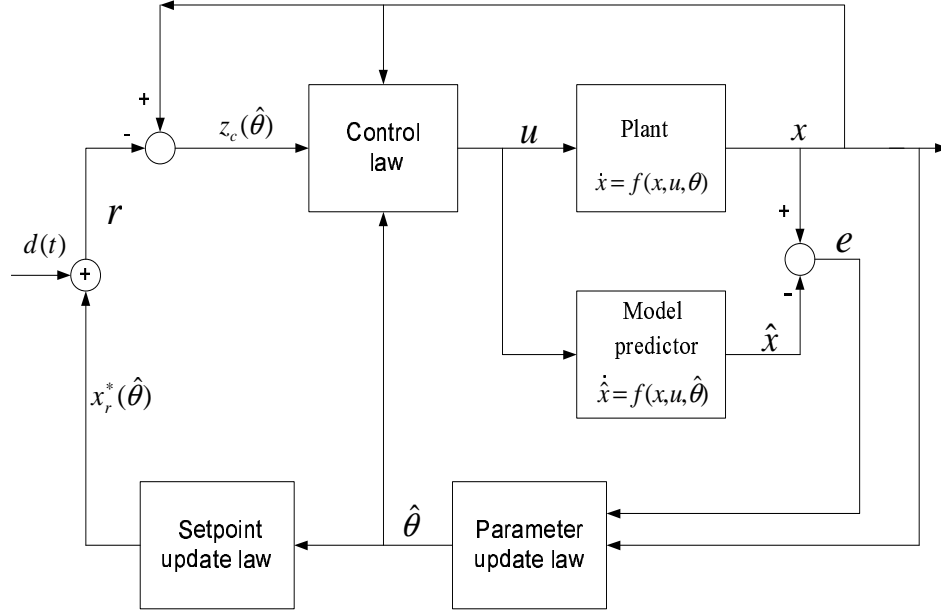 +
-
z_c(θ̂)
Control
law
u
Plant
ẋ = f(x,u,θ)
x
r
d(t)
+
+
e
-
Model
predictor
x̂̇ = f(x,u,θ̂)
x̂
x_r^*(θ̂)
Setpoint
update law
θ̂
Parameter
update law